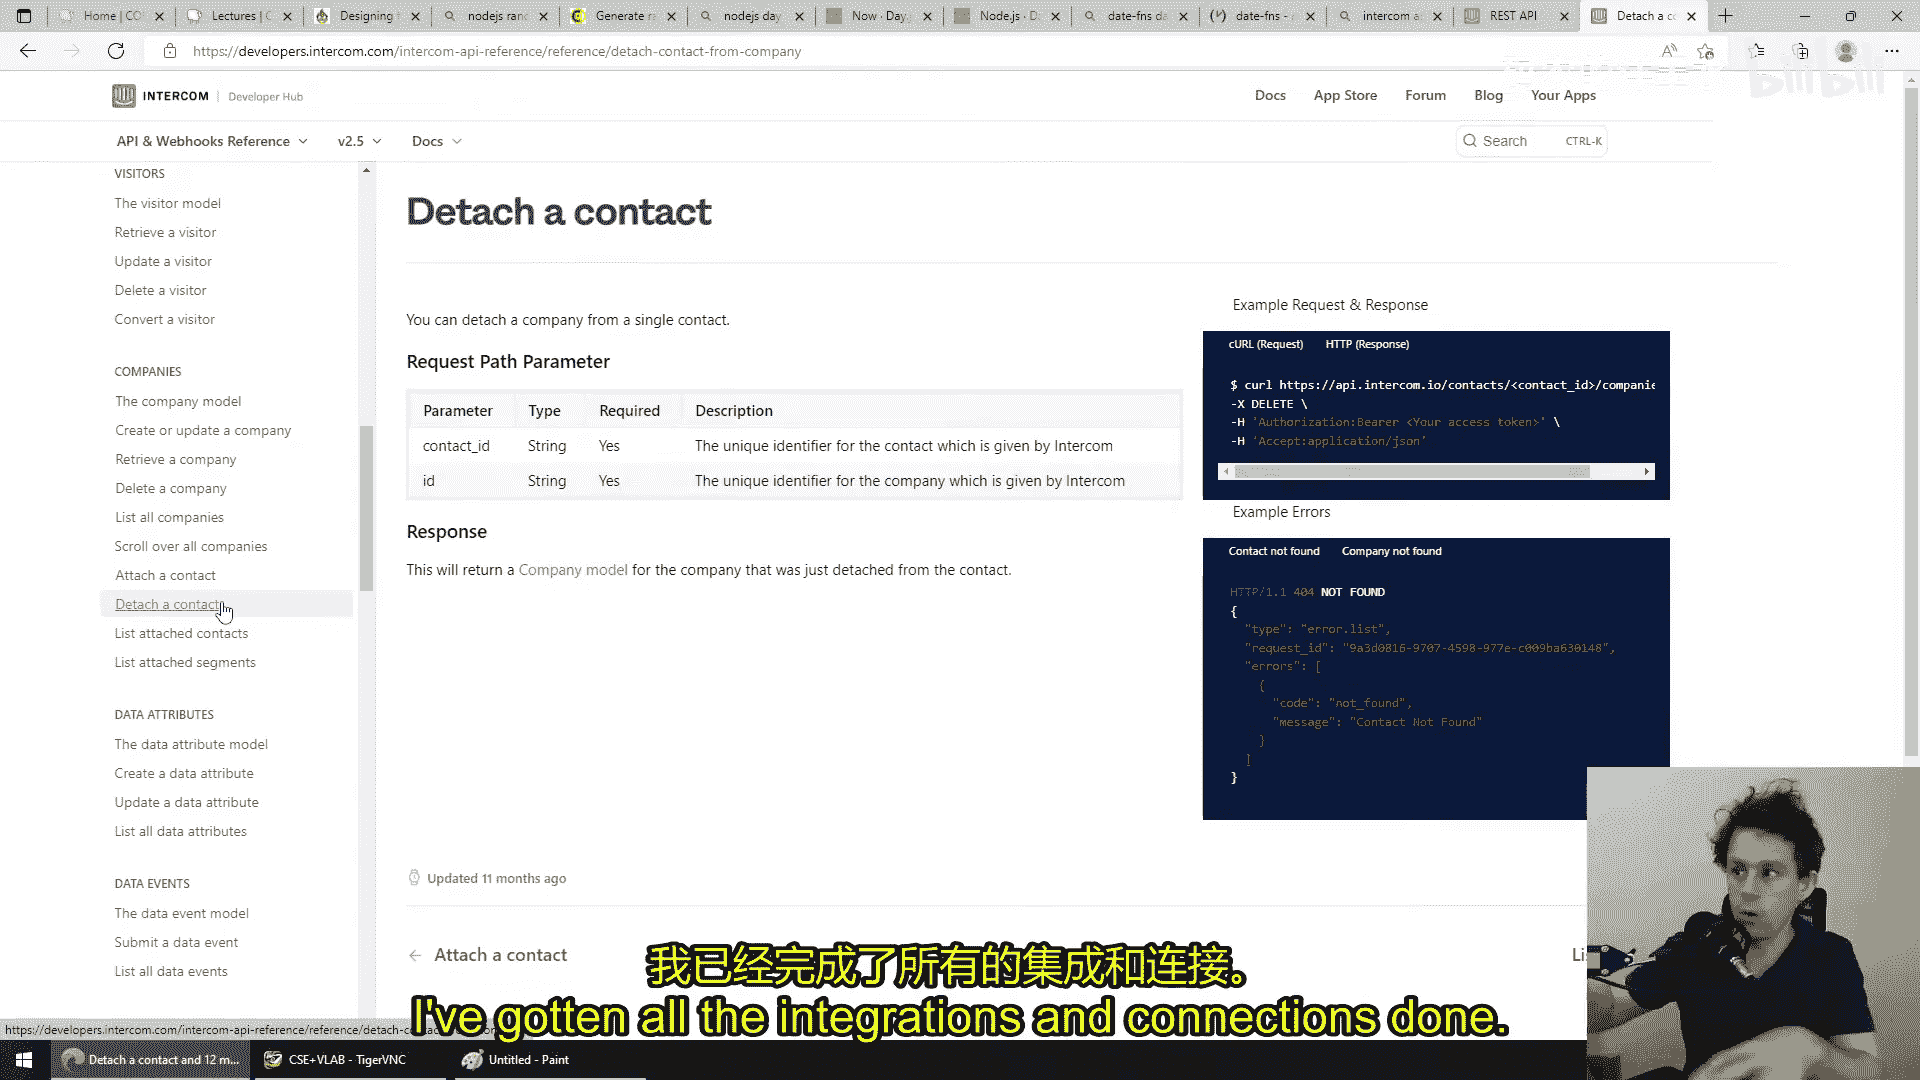 Home | CO
Lectures | C
Designing f
nodejs ran
Generate r
nodejs day
Now · Day.
Node.js · D
date-fns da
date-fns -
intercom a
REST API
Detach a co
https://developers.intercom.com/intercom-api-reference/reference/detach-contact-from-company
INTERCOM | Developer Hub
Docs
App Store
Forum
Blog
Your Apps
API & Webhooks Reference
v2.5
Docs
Search
CTRL-K
VISITORS
The visitor model
Retrieve a visitor
Update a visitor
Delete a visitor
Convert a visitor
COMPANIES
The company model
Create or update a company
Retrieve a company
Delete a company
List all companies
Scroll over all companies
Attach a contact
Detach a contact
List attached contacts
List attached segments
DATA ATTRIBUTES
The data attribute model
Create a data attribute
Update a data attribute
List all data attributes
DATA EVENTS
The data event model
Submit a data event
List all data events
Detach a contact
You can detach a company from a single contact.
Request Path Parameter
Parameter Type Required Description
contact_id String Yes The unique identifier for the contact which is given by Intercom
id String Yes The unique identifier for the company which is given by Intercom
Response
This will return a Company model for the company that was just detached from the contact.
Updated 11 months ago
Attach a contact
Li
Example Request & Response
cURL (Request) HTTP (Response)
$ curl https://api.intercom.io/contacts/<contact_id>/companie
-X DELETE \
-H 'Authorization:Bearer <Your access token>' \
-H 'Accept:application/json'
Example Errors
Contact not found Company not found
HTTP/1.1 404 NOT FOUND
{
"type": "error.list",
"request_id": "9a3d0816-9707-4598-977e-c009ba630148",
"errors": [
{
"code": "not_found",
"message": "Contact Not Found"
}
]
}
我已经完成了所有的集成和连接。
I've gotten all the integrations and connections done.
https://developers.intercom.com/intercom-api-reference/reference/detach-co
Detach a contact and 12 m...
CSE+VLAB - TigerVNC
Untitled - Paint